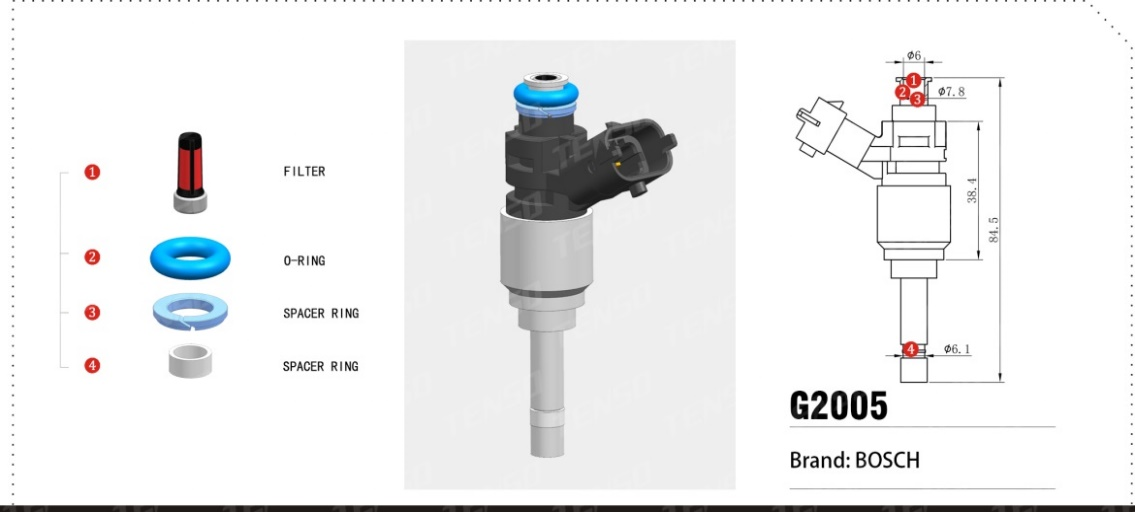 1 FILTER
2 O-RING
3 SPACER RING
4 SPACER RING
TENSO
ϕ6
1
2
3
ϕ7.8
38.4
84.5
4
ϕ6.1
G2005
Brand: BOSCH